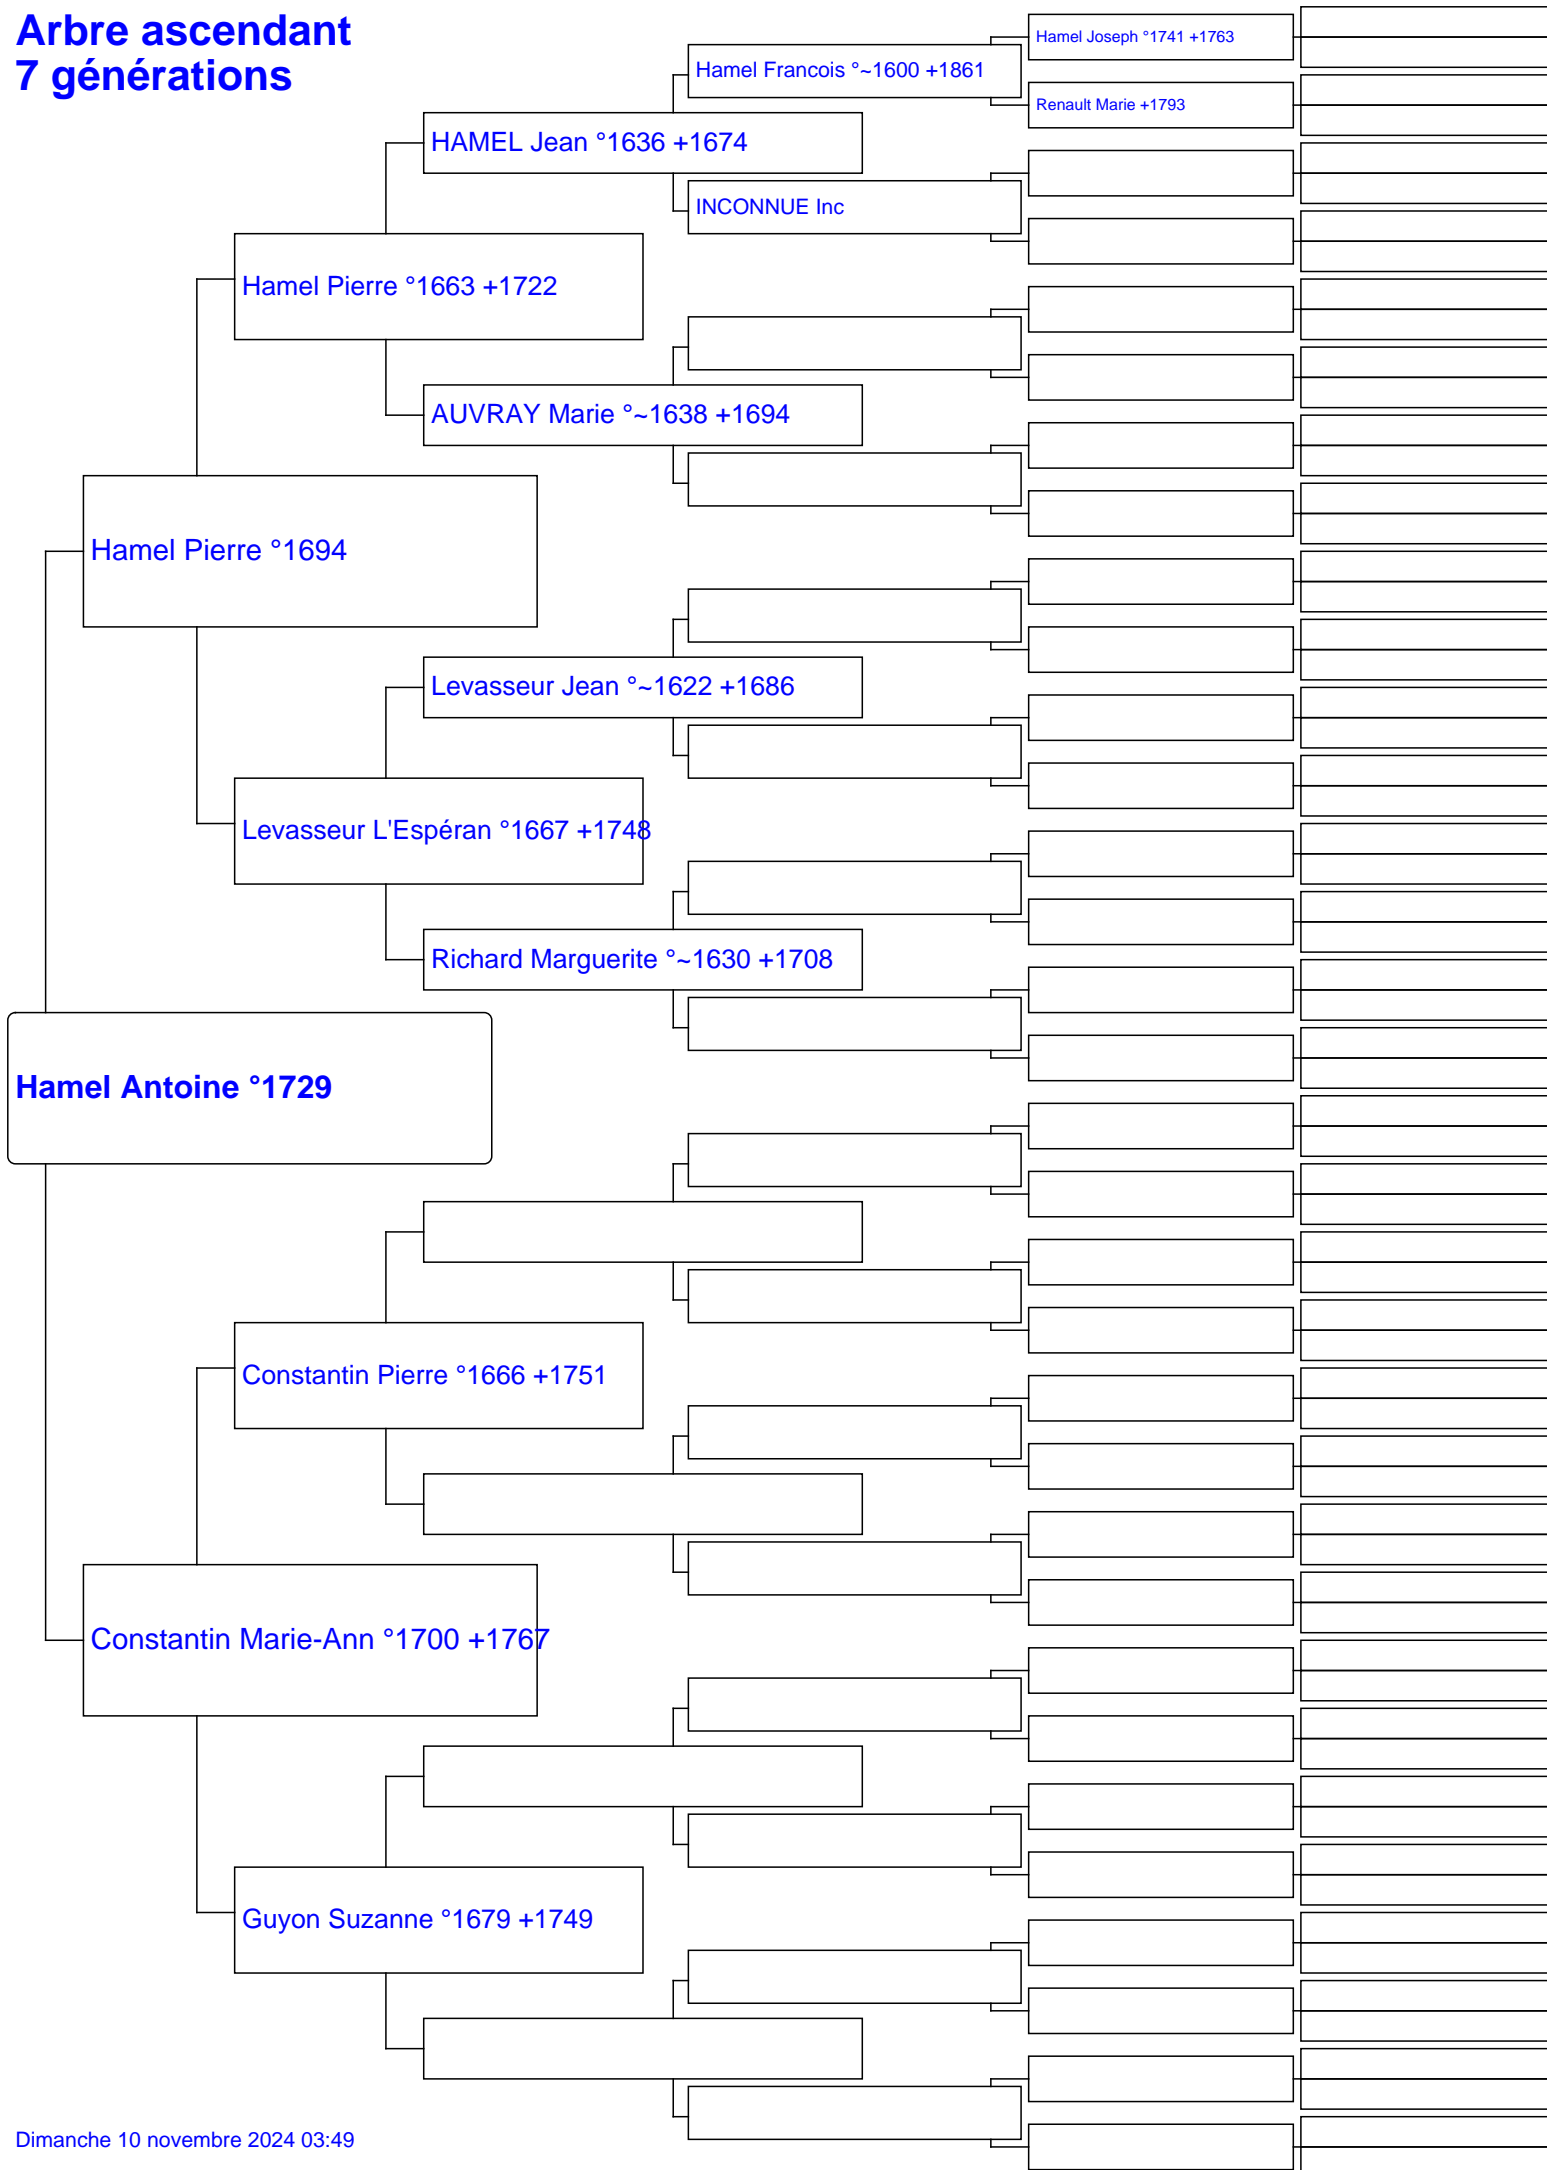 Arbre ascendant
7 générations
Hamel Joseph °1741 +1763
Hamel Francois °~1600 +1861
Renault Marie +1793
HAMEL Jean °1636 +1674
INCONNUE Inc
Hamel Pierre °1663 +1722
AUVRAY Marie °~1638 +1694
Hamel Pierre °1694
Levasseur Jean °~1622 +1686
Levasseur L'Espéran °1667 +1748
Richard Marguerite °~1630 +1708
Hamel Antoine °1729
Constantin Pierre °1666 +1751
Constantin Marie-Ann °1700 +1767
Guyon Suzanne °1679 +1749
Dimanche 10 novembre 2024 03:49